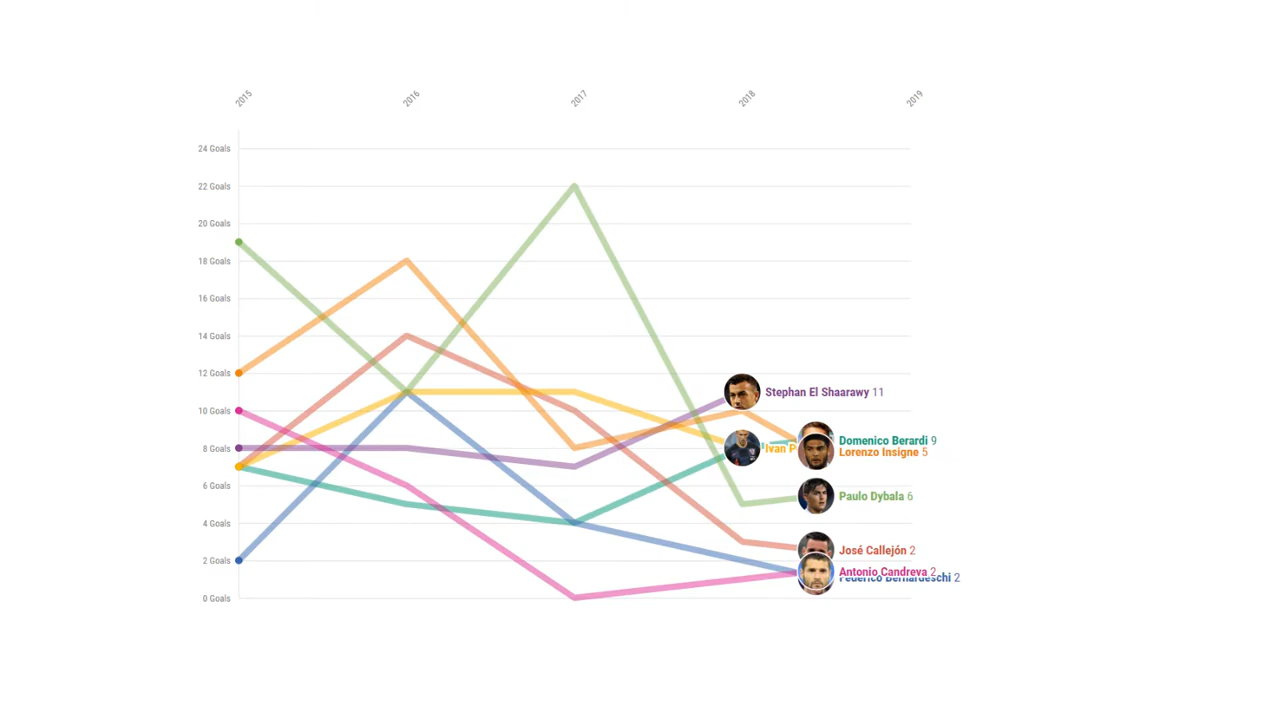 2015
2016
2017
2018
2019
24 Goals
22 Goals
20 Goals
18 Goals
16 Goals
14 Goals
12 Goals
10 Goals
8 Goals
6 Goals
4 Goals
2 Goals
0 Goals
Stephan El Shaarawy 11
Domenico Berardi 9
Ivan P
Lorenzo Insigne 5
Paulo Dybala 6
José Callejón 2
Antonio Candreva 2
Federico Bernardeschi 2